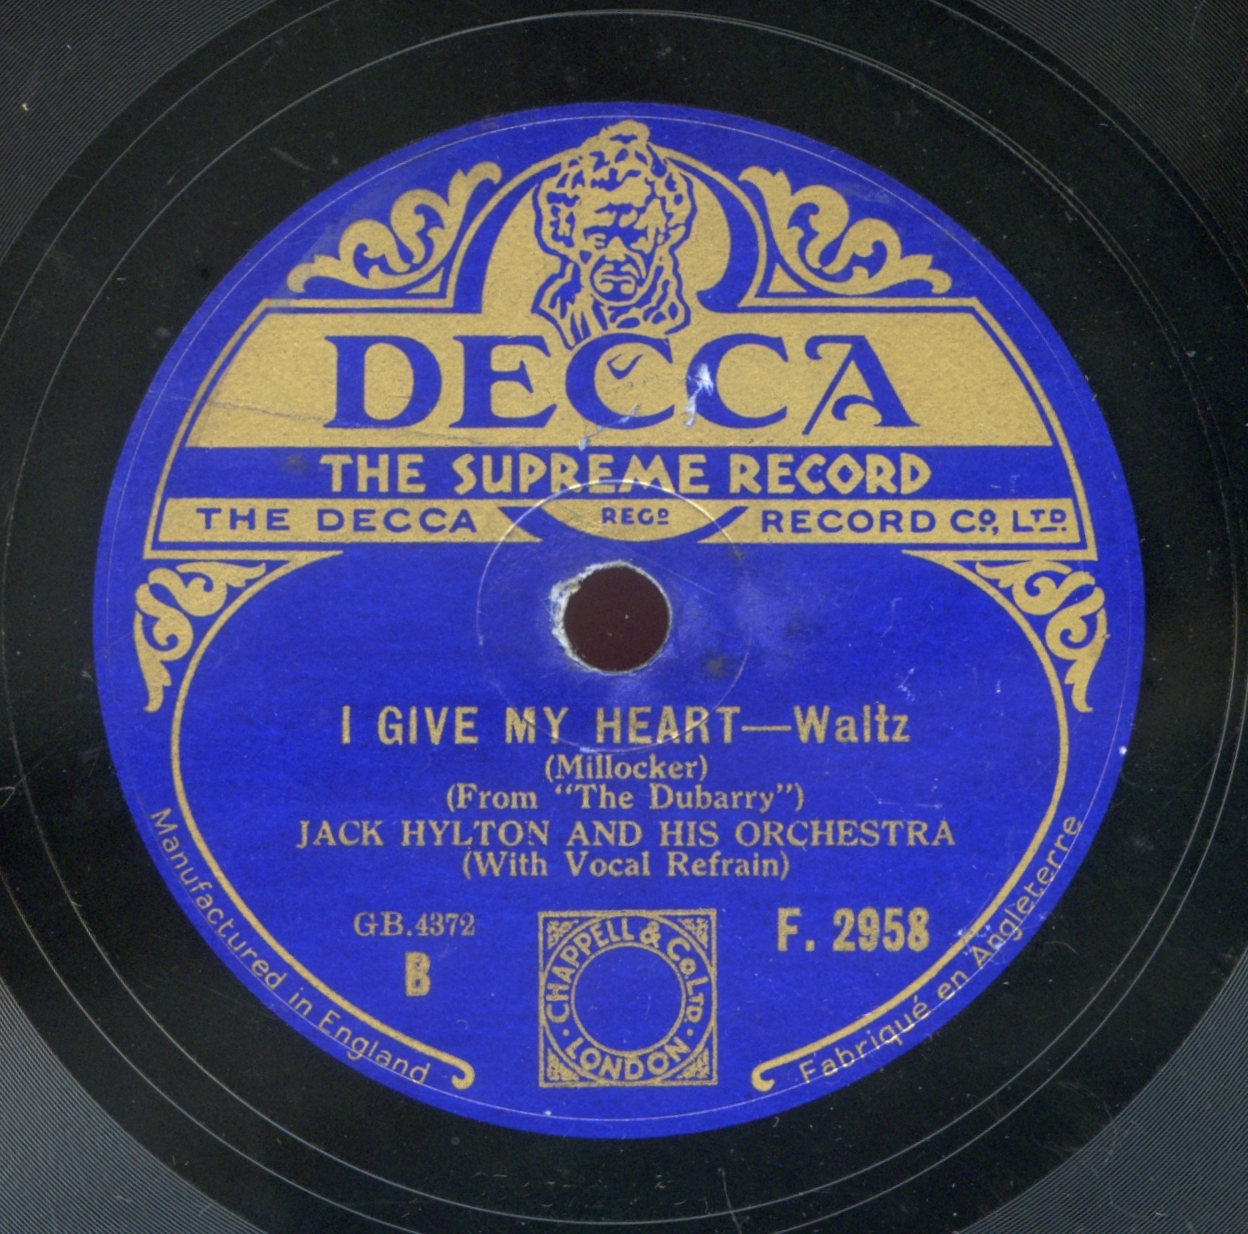 DECCA
THE SUPREME RECORD
THE DECCA REGD RECORD CO, LTD.
I GIVE MY HEART—Waltz
(Millocker)
(From “The Dubarry”)
JACK HYLTON AND HIS ORCHESTRA
(With Vocal Refrain)
GB.4372
B
F. 2958
CHAPPELL & CO LTD.
· LONDON ·
Manufactured in England
Fabriqué en Angleterre